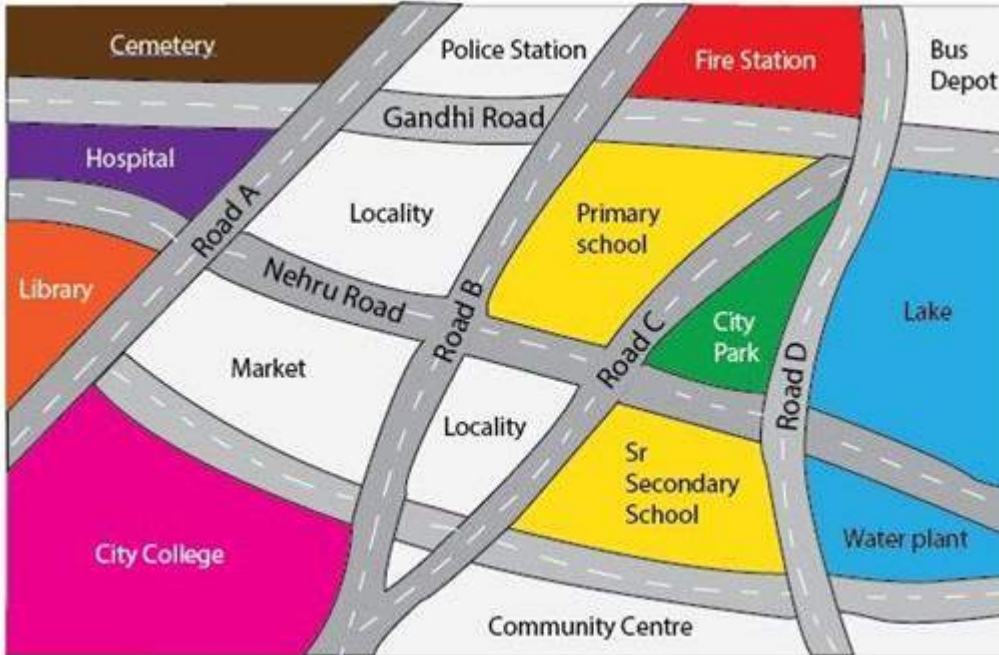 Cemetery
Police Station
Fire Station
Bus
Depot
Gandhi Road
Hospital
Road A
Locality
Primary
school
Library
Nehru Road
Road B
Road C
City
Park
Lake
Market
Road D
Locality
Sr
Secondary
School
City College
Water plant
Community Centre